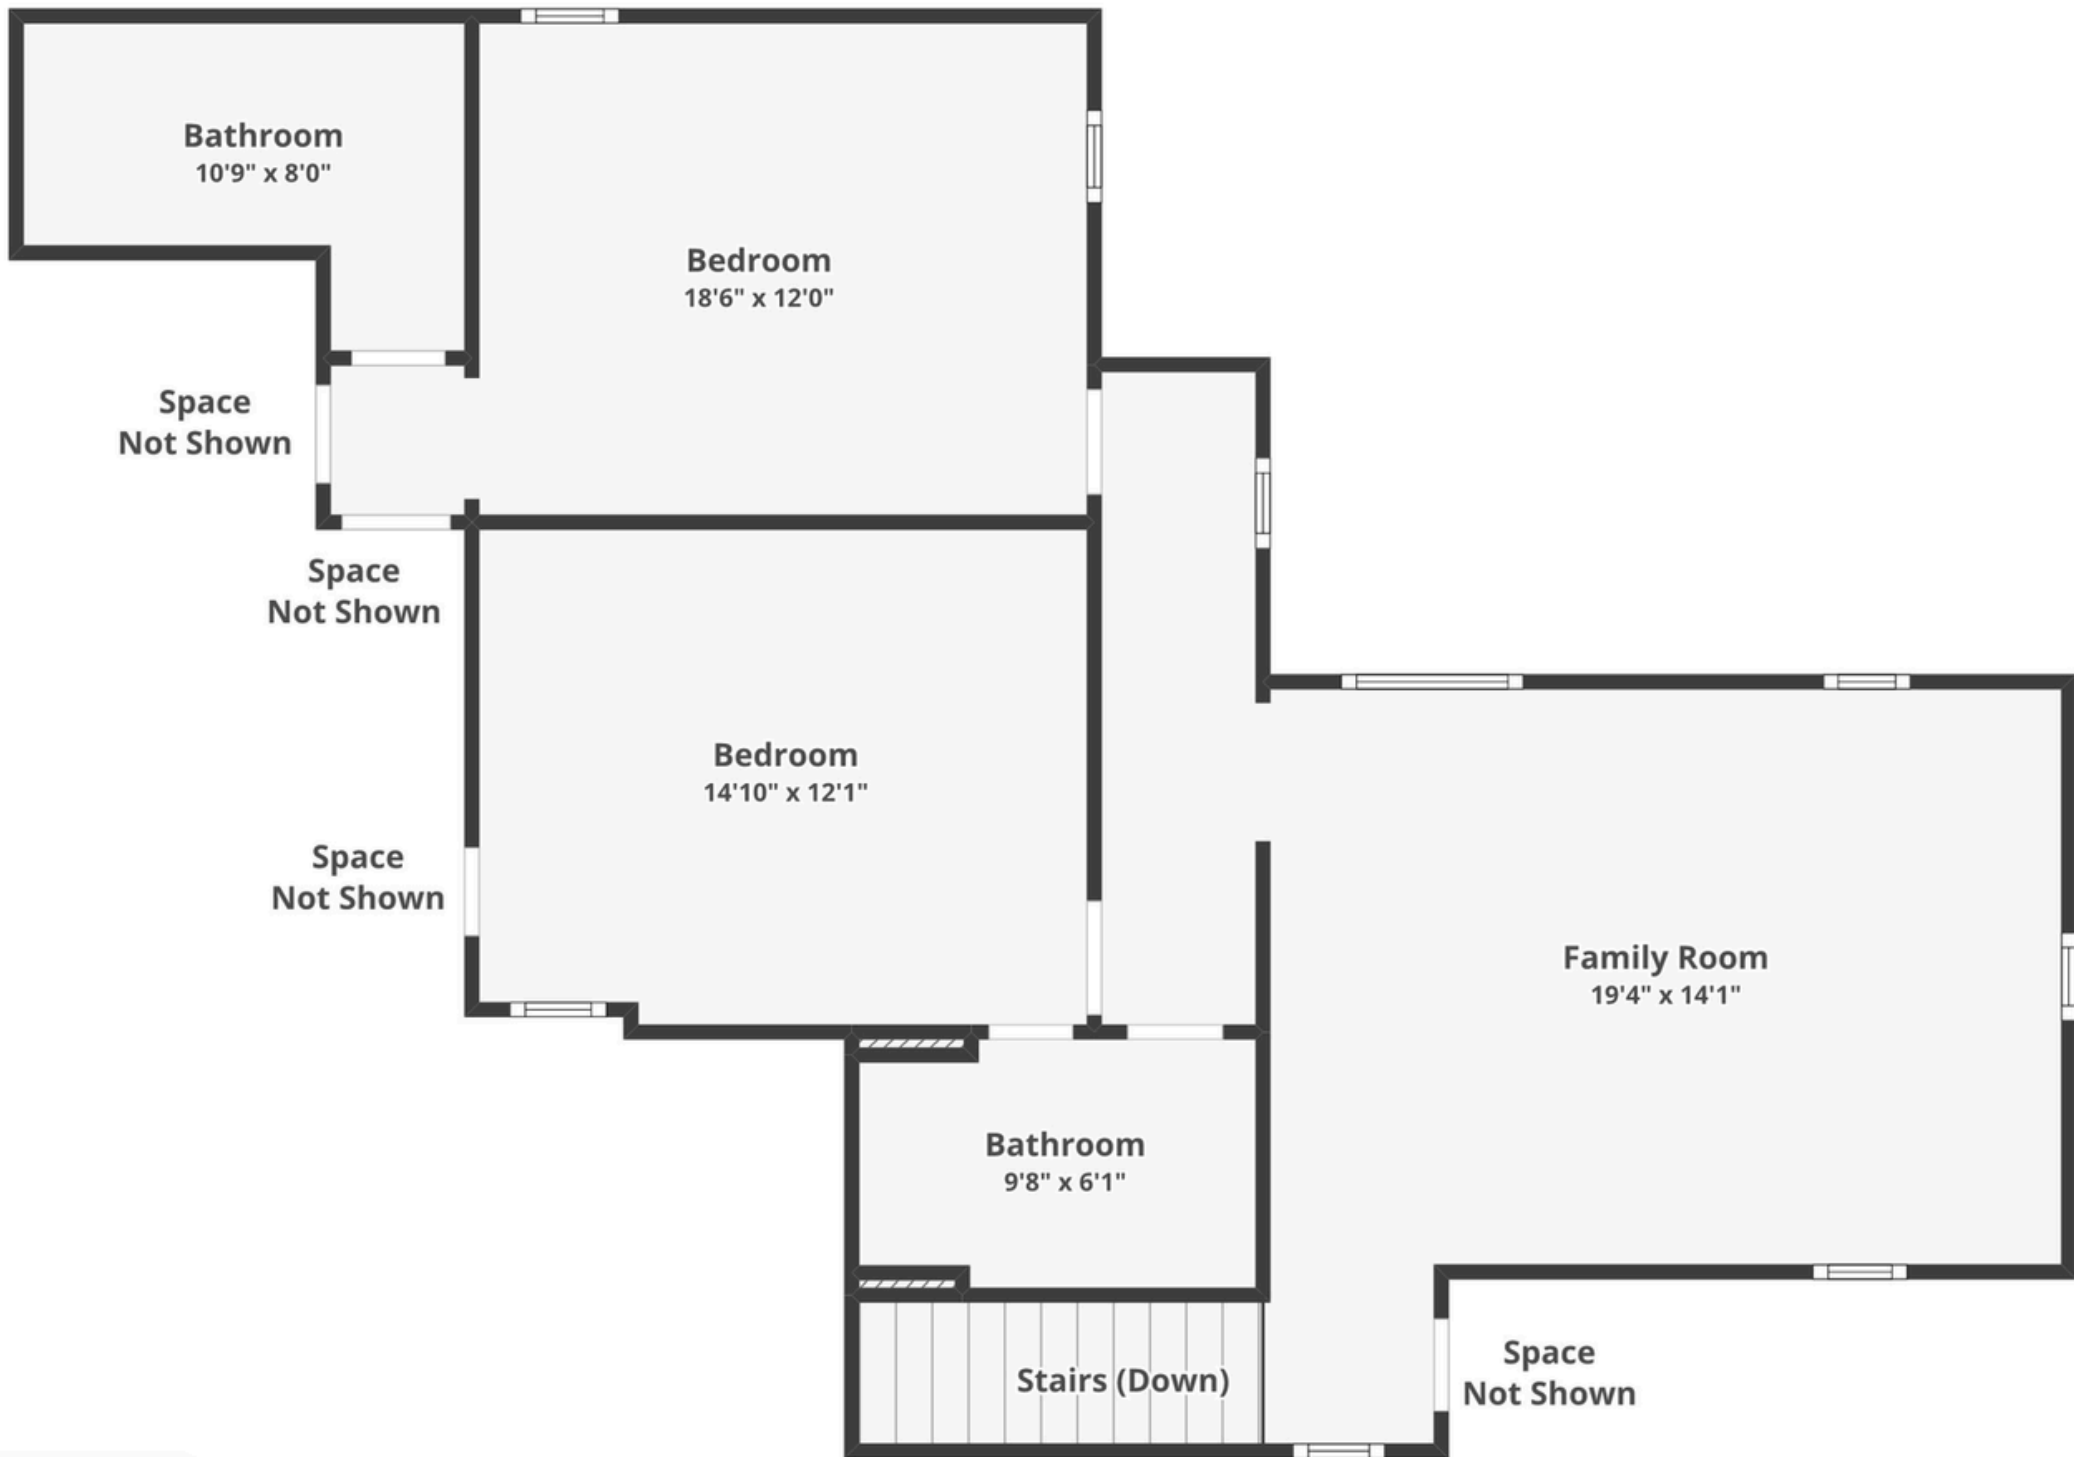 Bathroom
10'9" x 8'0"
Bedroom
18'6" x 12'0"
Space
Not Shown
Space
Not Shown
Bedroom
14'10" x 12'1"
Space
Not Shown
Family Room
19'4" x 14'1"
Bathroom
9'8" x 6'1"
Stairs (Down)
Space
Not Shown